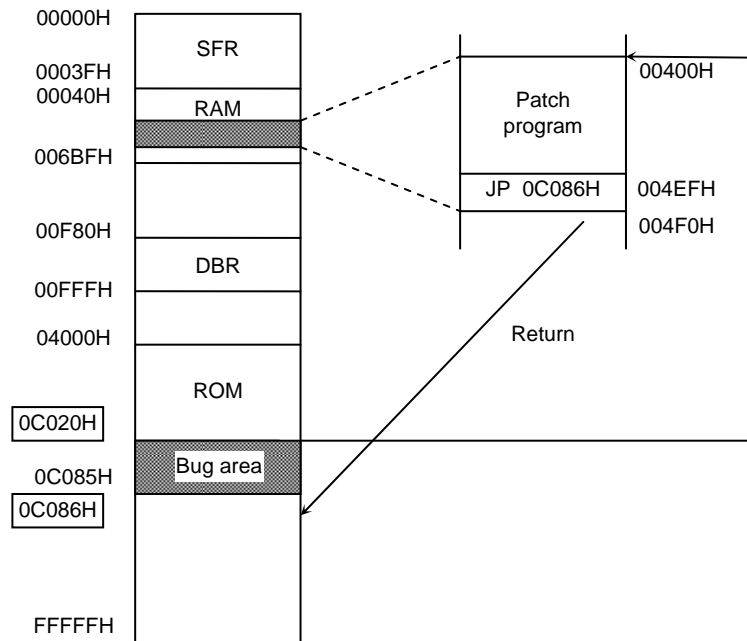 00000H
SFR
0003FH
00040H
RAM
006BFH
00F80H
DBR
00FFFH
04000H
ROM
0C020H
Bug area
0C085H
0C086H
FFFFFH
00400H
Patch
program
JP 0C086H
004EFH
004F0H
Return